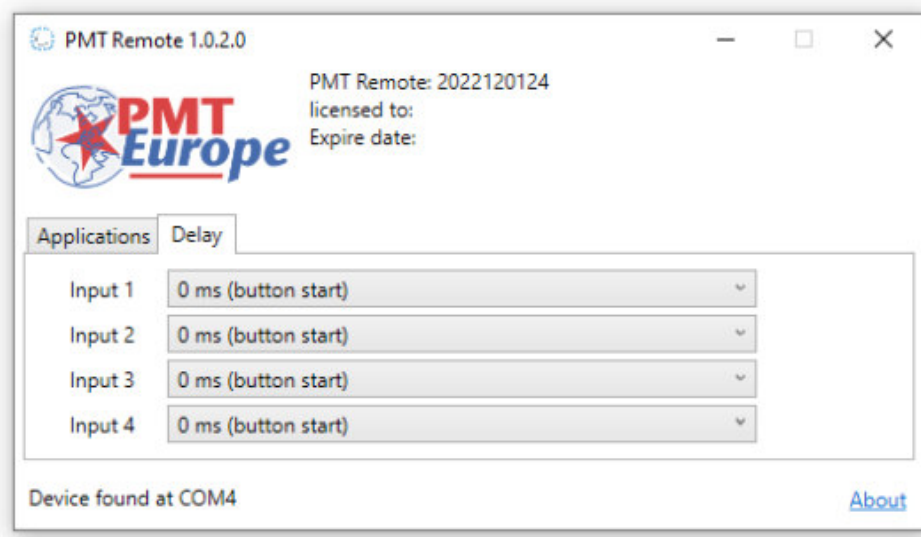 PMT Remote 1.0.2.0
PMT
Europe
PMT Remote: 2022120124
licensed to:
Expire date:
Applications Delay
Input 1 0 ms (button start)
Input 2 0 ms (button start)
Input 3 0 ms (button start)
Input 4 0 ms (button start)
Device found at COM4 About